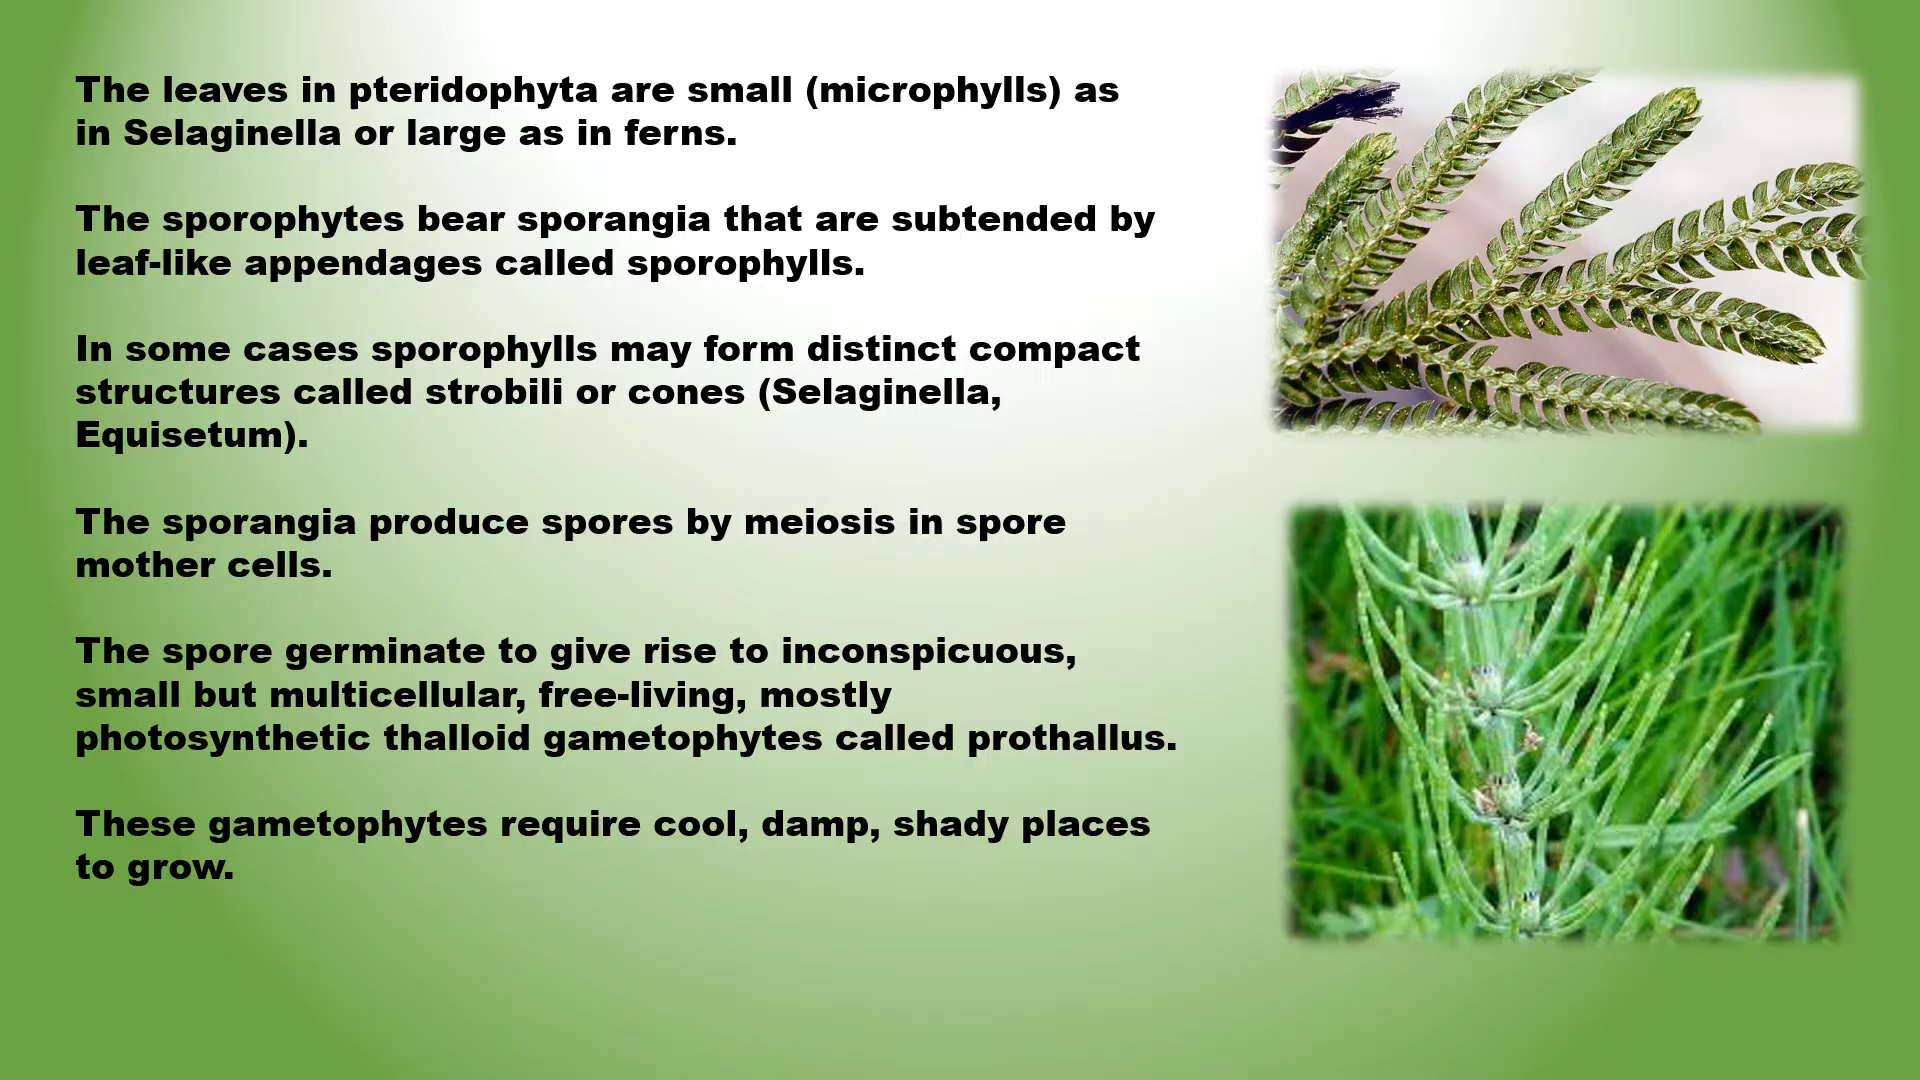 The leaves in pteridophyta are small (microphylls) as
in Selaginella or large as in ferns.
The sporophytes bear sporangia that are subtended by
leaf-like appendages called sporophylls.
In some cases sporophylls may form distinct compact
structures called strobili or cones (Selaginella,
Equisetum).
The sporangia produce spores by meiosis in spore
mother cells.
The spore germinate to give rise to inconspicuous,
small but multicellular, free-living, mostly
photosynthetic thalloid gametophytes called prothallus.
These gametophytes require cool, damp, shady places
to grow.